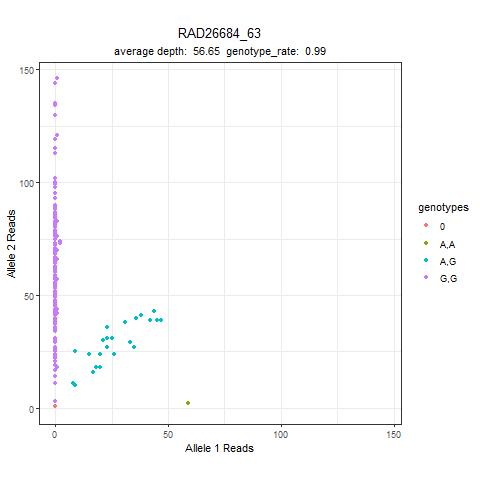 RAD26684_63
average depth:  56.65  genotype_rate:  0.99
150
100
50
0
Allele 2 Reads
0
50
100
150
Allele 1 Reads
genotypes
0
A,A
A,G
G,G